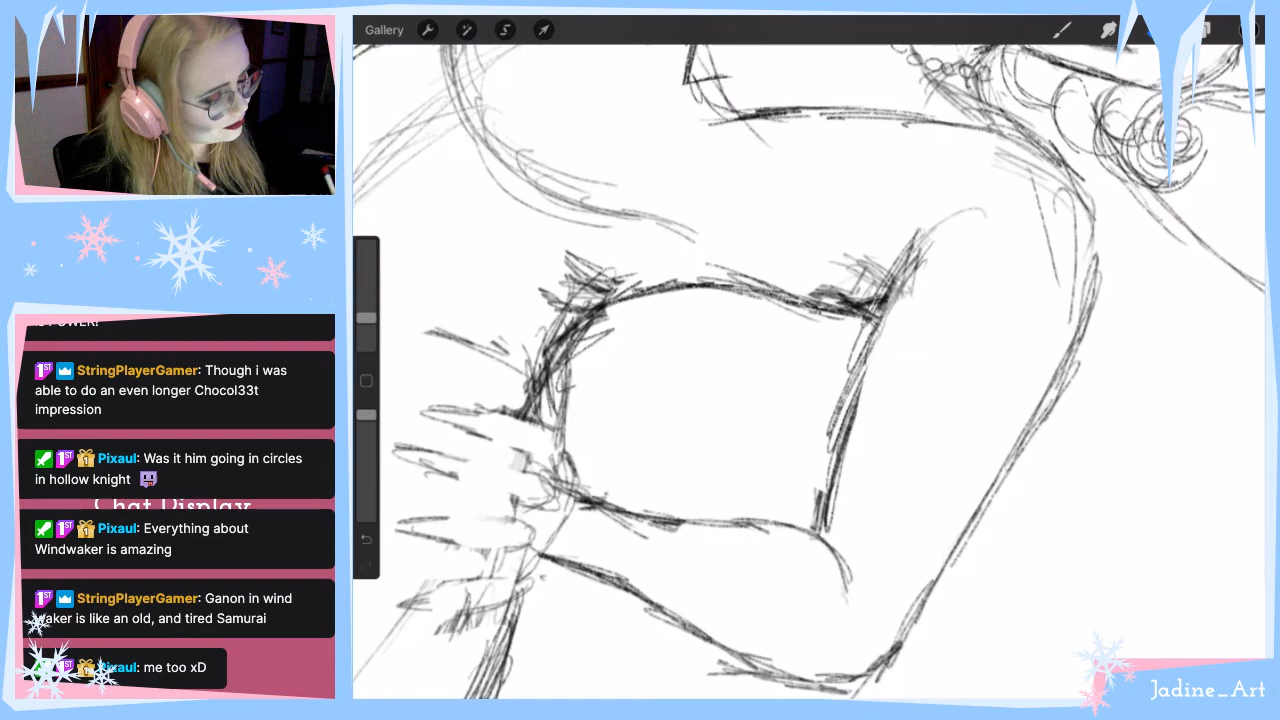 Gallery
StringPlayerGamer: Though i was
able to do an even longer Chocol33t
impression
Pixaul: Was it him going in circles
in hollow knight
Chat Display
Pixaul: Everything about
Windwaker is amazing
StringPlayerGamer: Ganon in wind
waker is like an old, and tired Samurai
Pixaul: me too xD
Jadine_Art